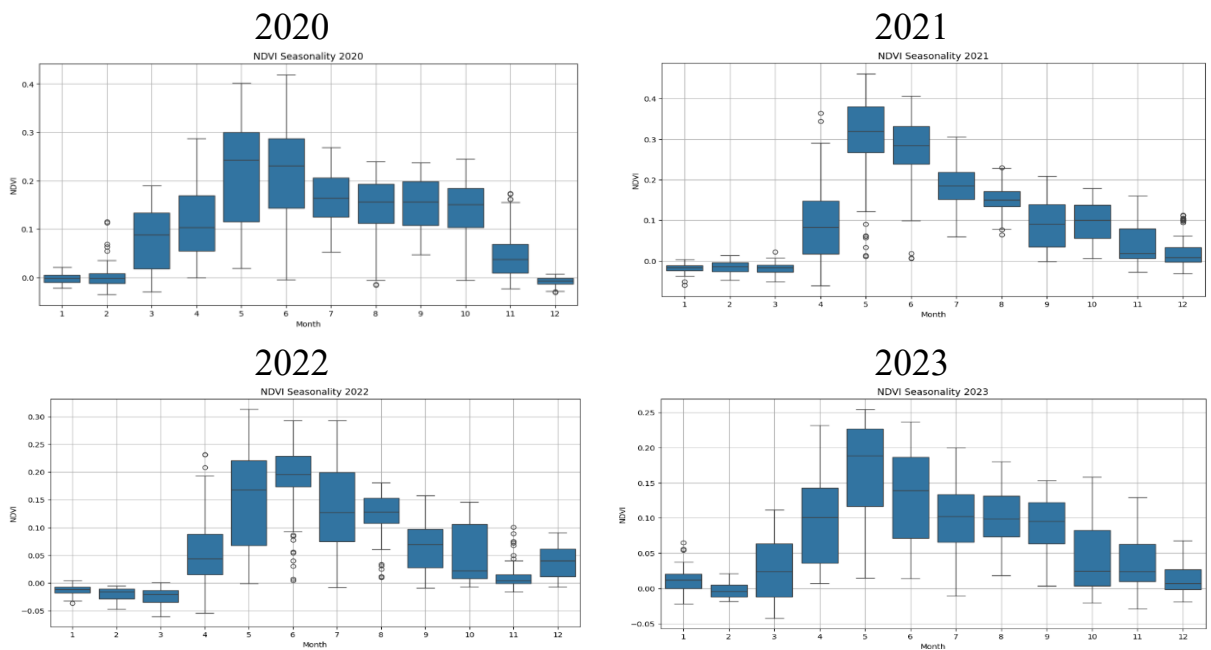 2020
NDVI Seasonality 2020
NDVI
0.4
0.3
0.2
0.1
0.0
1 2 3 4 5 6 7 8 9 10 11 12
Month
2021
NDVI Seasonality 2021
NDVI
0.4
0.3
0.2
0.1
0.0
1 2 3 4 5 6 7 8 9 10 11 12
Month
2022
NDVI Seasonality 2022
NDVI
0.30
0.25
0.20
0.15
0.10
0.05
0.00
−0.05
1 2 3 4 5 6 7 8 9 10 11 12
Month
2023
NDVI Seasonality 2023
NDVI
0.25
0.20
0.15
0.10
0.05
0.00
−0.05
1 2 3 4 5 6 7 8 9 10 11 12
Month